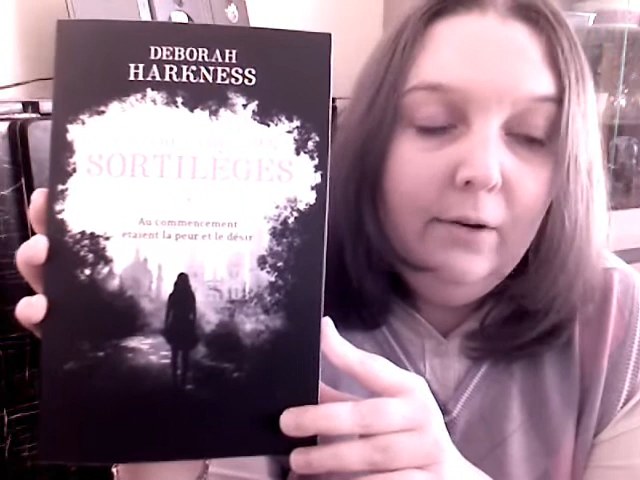 DEBORAH
HARKNESS
SORTILÈGES
Au commencement
étaient la peur et le désir